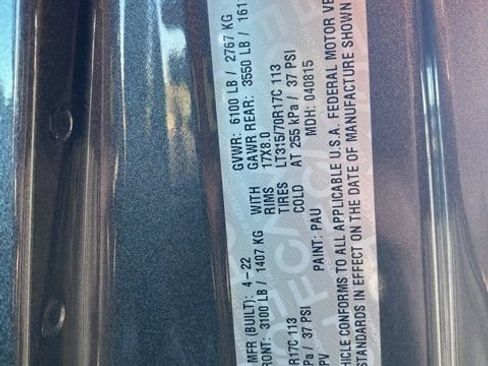 MFR (BUILT): 4-22 GVWR: 6100 LB / 2767 KG
RONT: 3100 LB / 1407 KG WITH GAWR REAR: 3550 LB / 161
RIMS 17X8.0
R17C 113 TIRES LT315/70R17C 113
Pa / 37 PSI COLD AT 255 kPa / 37 PSI
PV PAINT: PAU MDH: 040815
HICLE CONFORMS TO ALL APPLICABLE U.S.A. FEDERAL MOTOR VE
STANDARDS IN EFFECT ON THE DATE OF MANUFACTURE SHOWN